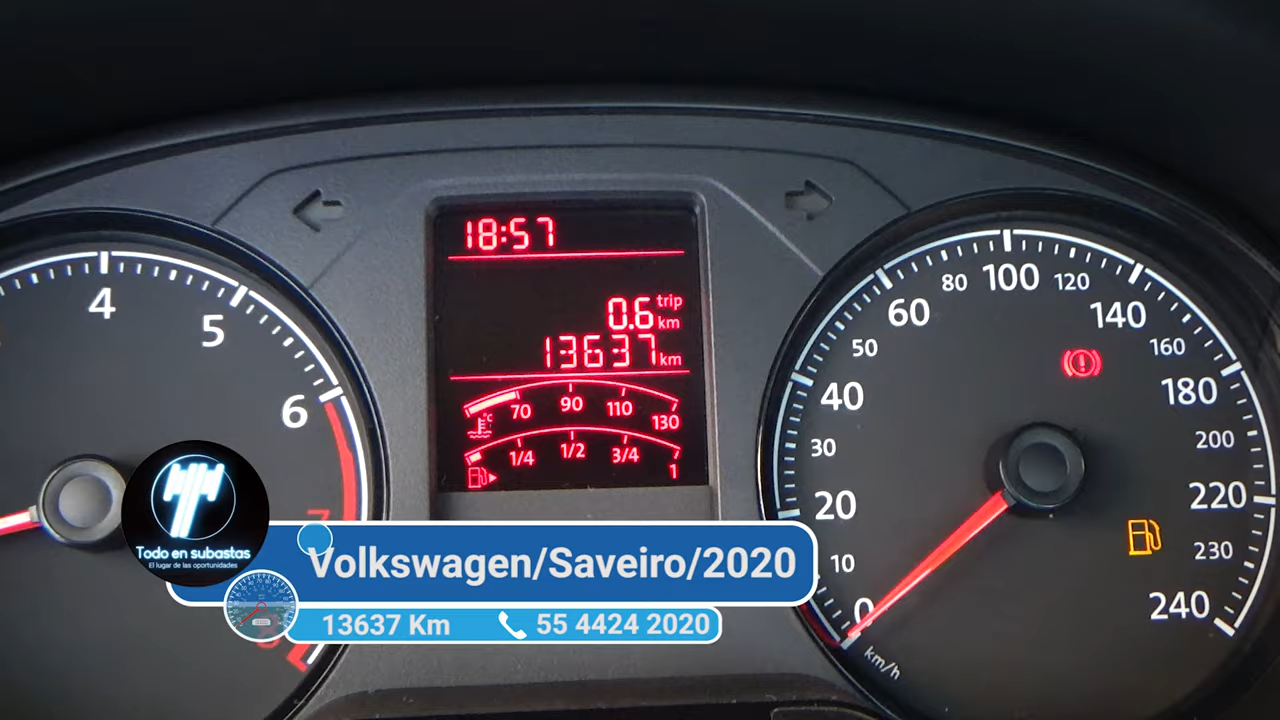 18:57
0.6 trip km
13637 km
70 90 110 130
°C
1/4 1/2 3/4 1
4 5 6 7
0 10 20 30 40 50 60 80 100 120 140 160 180 200 220 230 240
km/h
Todo en subastas
El lugar de las oportunidades
Volkswagen/Saveiro/2020
13637 Km 55 4424 2020